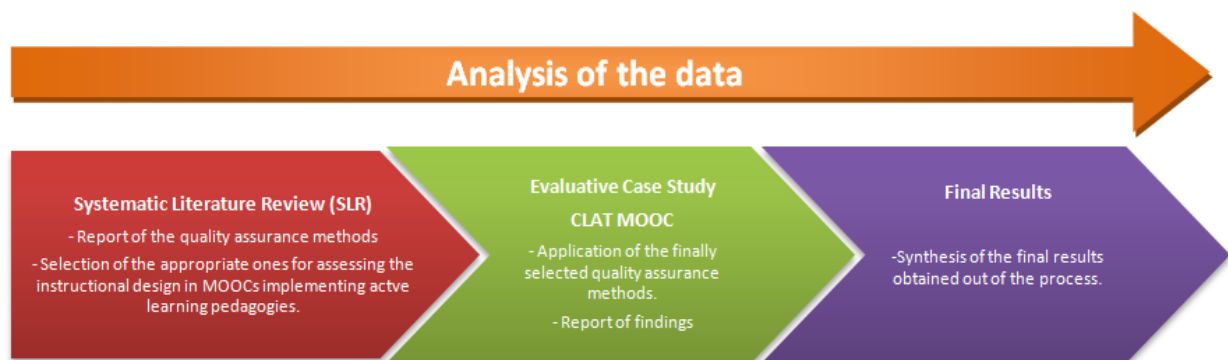 Analysis of the data
Systematic Literature Review (SLR)
- Report of the quality assurance methods
- Selection of the appropriate ones for assessing the
instructional design in MOOCs implementing actve
learning pedagogies.
Evaluative Case Study
CLAT MOOC
- Application of the finally
selected quality assurance
methods.
- Report of findings
Final Results
-Synthesis of the final results
obtained out of the process.